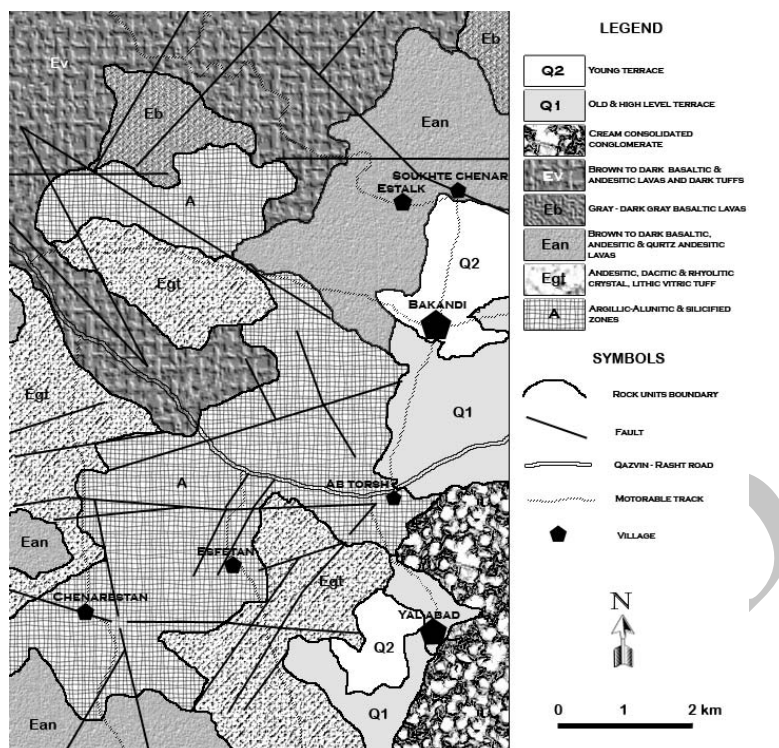 Ev
Eb
Eb
Ean
SOUKHTE CHENAR
ESTALK
A
Q2
Egt
BAKANDI
Egt
Q1
A
AB TORSH
Ean
ESFETAN
Egt
CHENARESTAN
YALABAD
Q2
Ean
Q1
LEGEND
Q2 YOUNG TERRACE
Q1 OLD & HIGH LEVEL TERRACE
CREAM CONSOLIDATED
CONGLOMERATE
EV BROWN TO DARK BASALTIC &
ANDESITIC LAVAS AND DARK TUFFS
Eb GRAY - DARK GRAY BASALTIC LAVAS
Ean BROWN TO DARK BASALTIC,
ANDESITIC & QURTZ ANDESITIC
LAVAS
Egt ANDESITIC, DACITIC & RHYOLITIC
CRYSTAL, LITHIC VITRIC TUFF
A ARGILLIC-ALUNITIC & SILICIFIED
ZONES
SYMBOLS
ROCK UNITS BOUNDARY
FAULT
QAZVIN - RASHT ROAD
MOTORABLE TRACK
VILLAGE
N
0 1 2 km